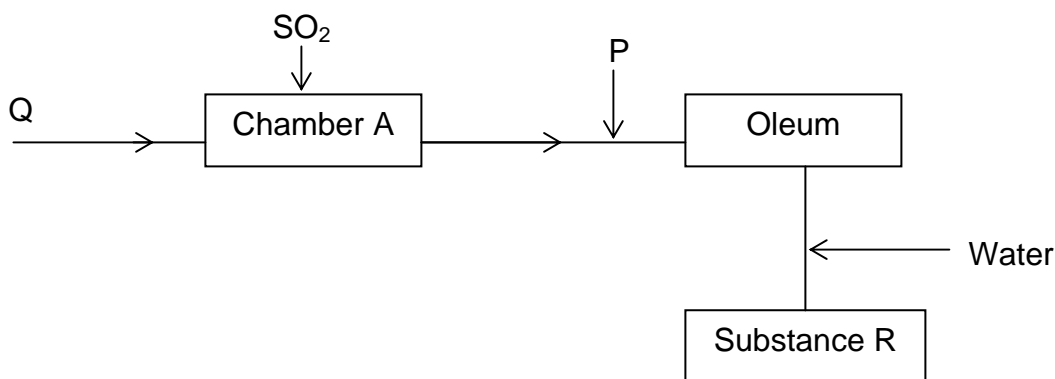 SO₂
P
Q
Chamber A
Oleum
Water
Substance R